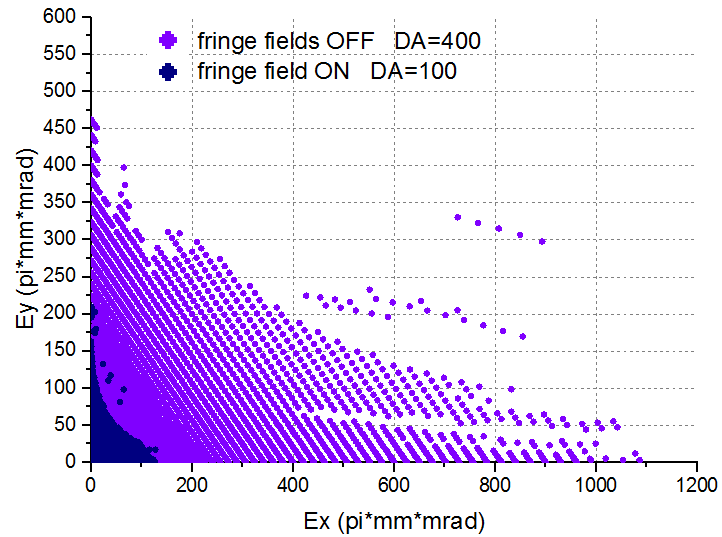 600
550
500
450
400
350
300
250
200
150
100
50
0
Ey (pi*mm*mrad)
fringe fields OFF DA=400
fringe field ON DA=100
0 200 400 600 800 1000 1200
Ex (pi*mm*mrad)